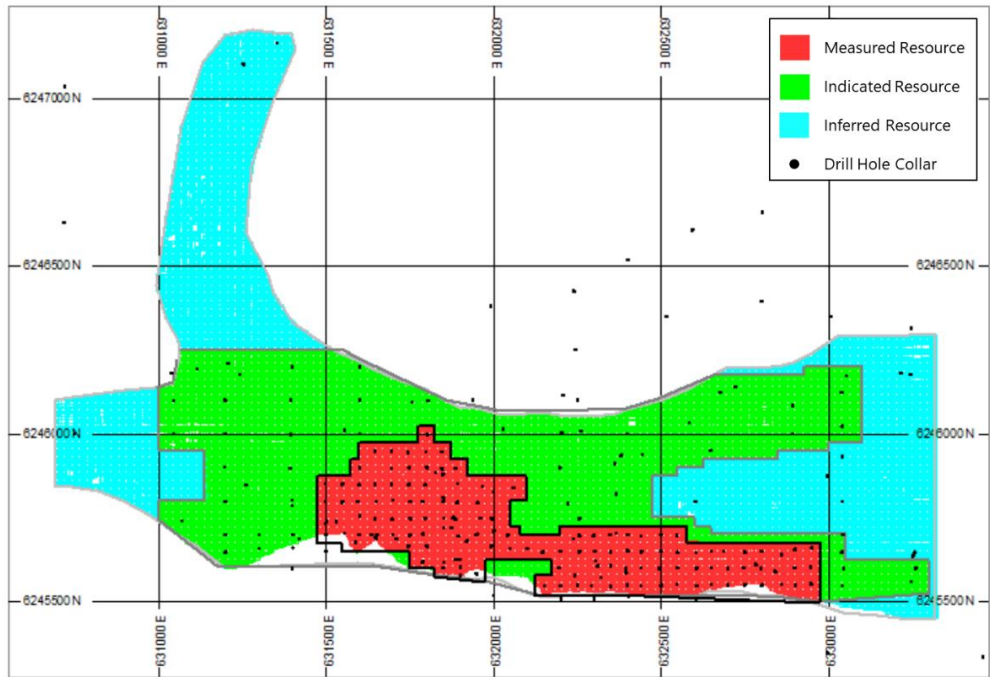 631000 E
631500 E
632000 E
632500 E
Measured Resource
Indicated Resource
Inferred Resource
Drill Hole Collar
6247000 N
6246500 N
6246500 N
6246000 N
6246000 N
6245500 N
6245500 N
631000 E
631500 E
632000 E
632500 E
633000 E